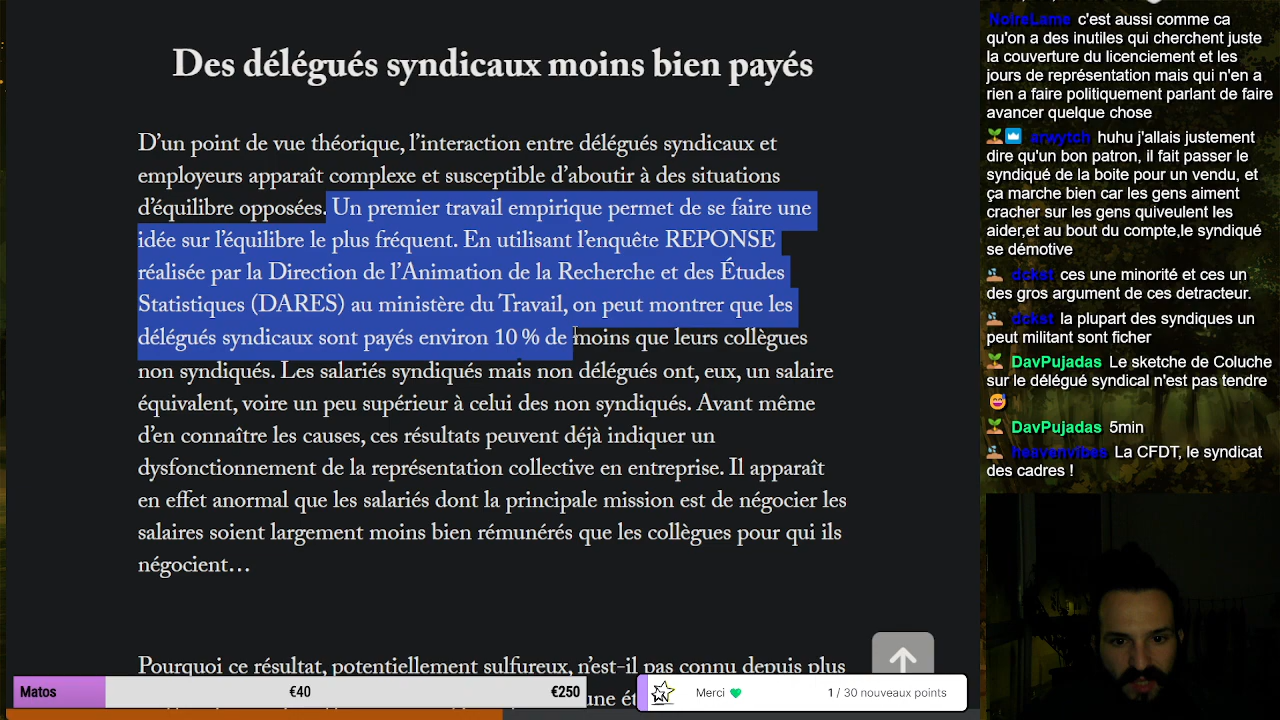 Des délégués syndicaux moins bien payés
D’un point de vue théorique, l’interaction entre délégués syndicaux et
employeurs apparaît complexe et susceptible d’aboutir à des situations
d’équilibre opposées. Un premier travail empirique permet de se faire une
idée sur l’équilibre le plus fréquent. En utilisant l’enquête REPONSE
réalisée par la Direction de l’Animation de la Recherche et des Études
Statistiques (DARES) au ministère du Travail, on peut montrer que les
délégués syndicaux sont payés environ 10 % de moins que leurs collègues
non syndiqués. Les salariés syndiqués mais non délégués ont, eux, un salaire
équivalent, voire un peu supérieur à celui des non syndiqués. Avant même
d’en connaître les causes, ces résultats peuvent déjà indiquer un
dysfonctionnement de la représentation collective en entreprise. Il apparaît
en effet anormal que les salariés dont la principale mission est de négocier les
salaires soient largement moins bien rémunérés que les collègues pour qui ils
négocient…
Pourquoi ce résultat, potentiellement sulfureux, n’est-il pas connu depuis plus
une ét
Matos
€40
€250
Merci
1 / 30 nouveaux points
NoireLame c'est aussi comme ca
qu'on a des inutiles qui cherchent juste
la couverture du licenciement et les
jours de représentation mais qui n'en a
rien a faire politiquement parlant de faire
avancer quelque chose
arwytch huhu j'allais justement
dire qu'un bon patron, il fait passer le
syndiqué de la boite pour un vendu, et
ça marche bien car les gens aiment
cracher sur les gens quiveulent les
aider,et au bout du compte,le syndiqué
se démotive
dckst ces une minorité et ces un
des gros argument de ces detracteur.
dckst la plupart des syndiques un
peut militant sont ficher
DavPujadas Le sketche de Coluche
sur le délégué syndical n'est pas tendre
DavPujadas 5min
heavenvibes La CFDT, le syndicat
des cadres !